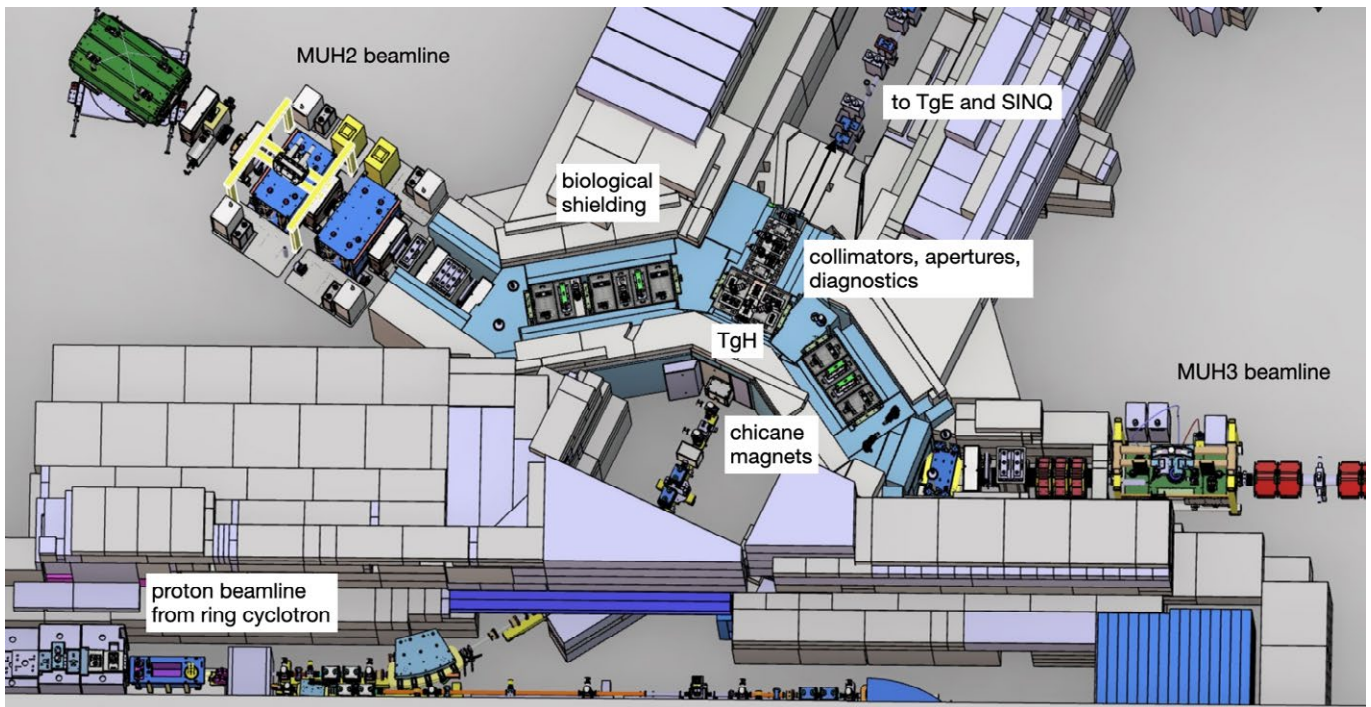 MUH2 beamline
to TgE and SINQ
biological
shielding
collimators, apertures,
diagnostics
TgH
MUH3 beamline
chicane
magnets
proton beamline
from ring cyclotron